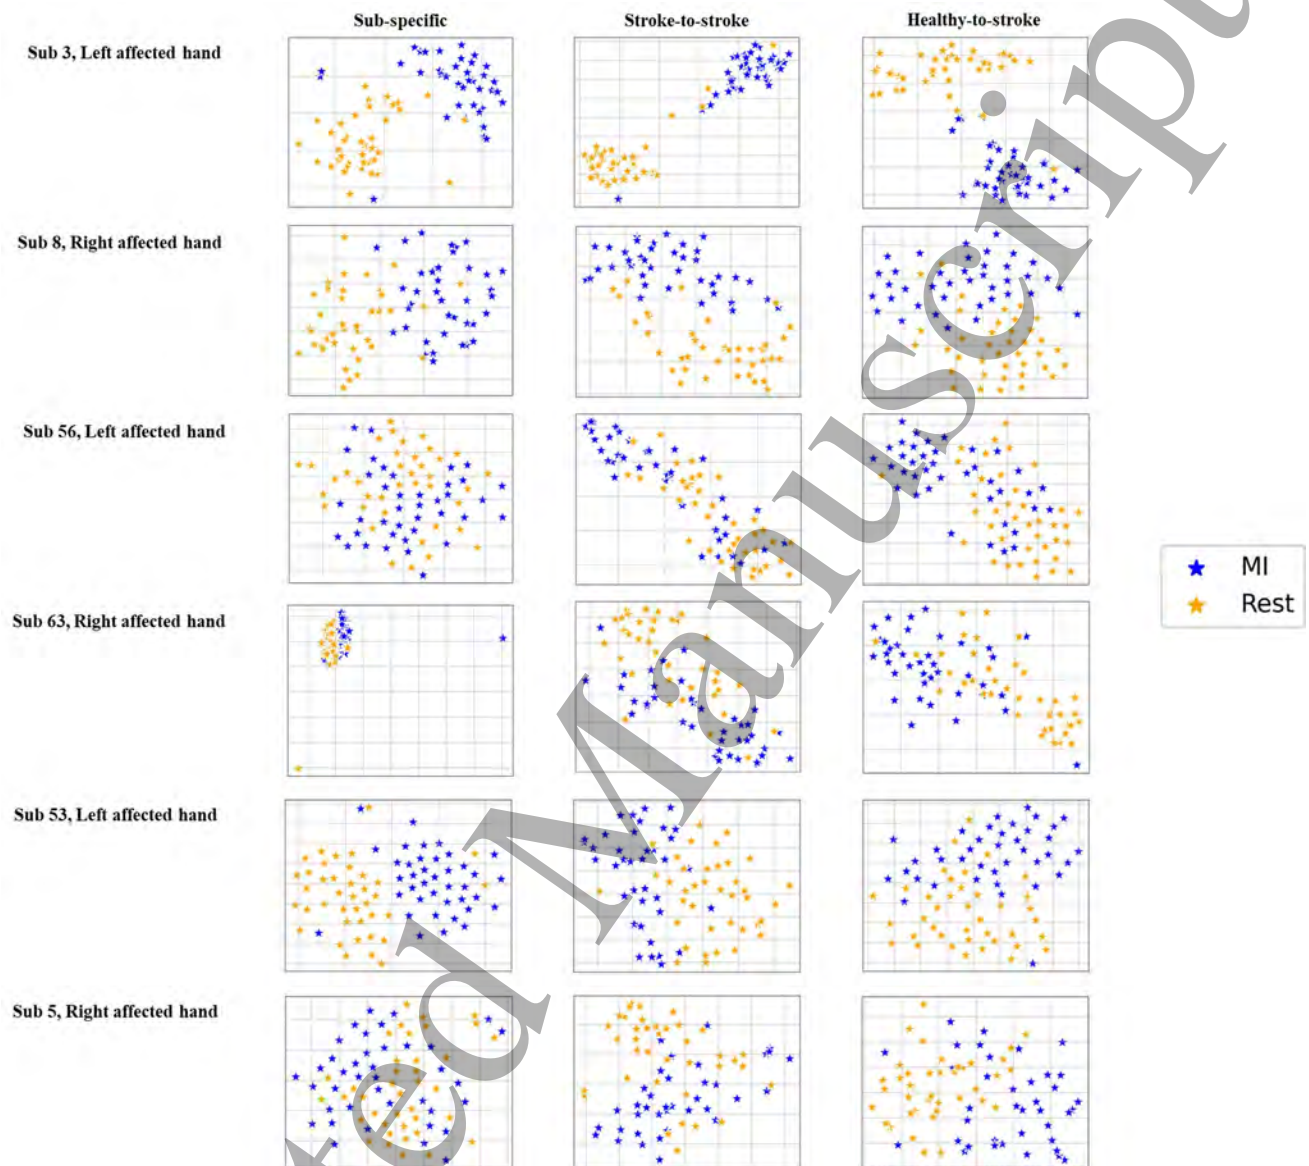 Sub-specific Stroke-to-stroke Healthy-to-stroke
Sub 3, Left affected hand
Sub 8, Right affected hand
Sub 56, Left affected hand
MI
Rest
Sub 63, Right affected hand
Sub 53, Left affected hand
Sub 5, Right affected hand
ted Manuscript